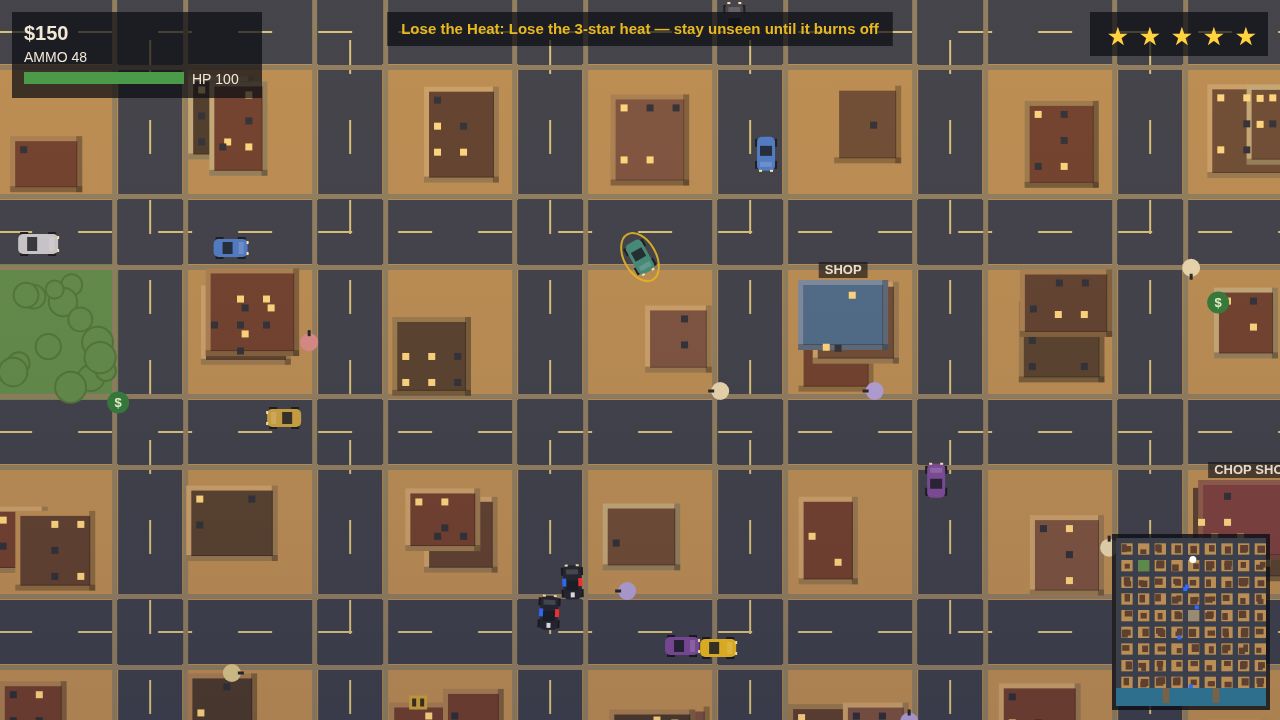 $150
AMMO 48
HP 100
Lose the Heat: Lose the 3-star heat — stay unseen until it burns off
SHOP
$
$
CHOP SHO